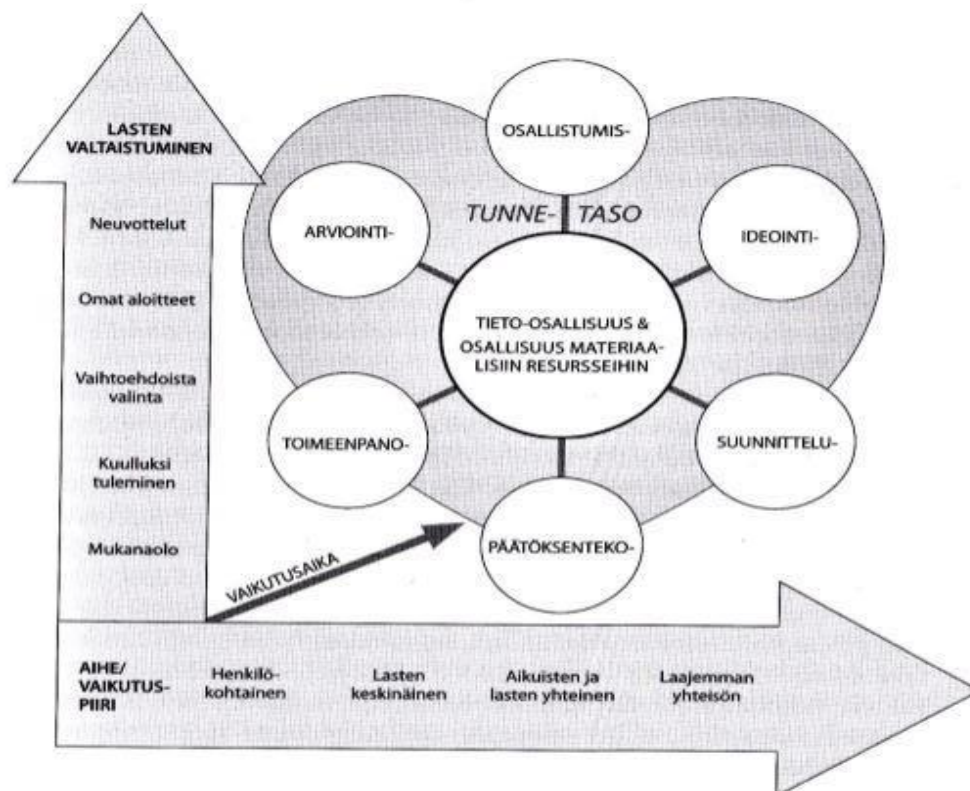 LASTEN
VALTAISTUMINEN
Neuvottelut
Omat aloitteet
Vaihtoehdoista
valinta
Kuulluksi
tuleminen
Mukanaolo
OSALLISTUMIS-
TUNNE- TASO
ARVIOINTI-
IDEOINTI-
TIETO-OSALLISUUS &
OSALLISUUS MATERIAA-
LISIIN RESURSSEIHIN
TOIMEENPANO-
SUUNNITTELU-
PÄÄTÖKSENTEKO-
VAIKUTUSAIKA
AIHE/
VAIKUTUS-
PIIRI
Henkilö-
kohtainen
Lasten
keskinäinen
Aikuisten ja
lasten yhteinen
Laajemman
yhteisön